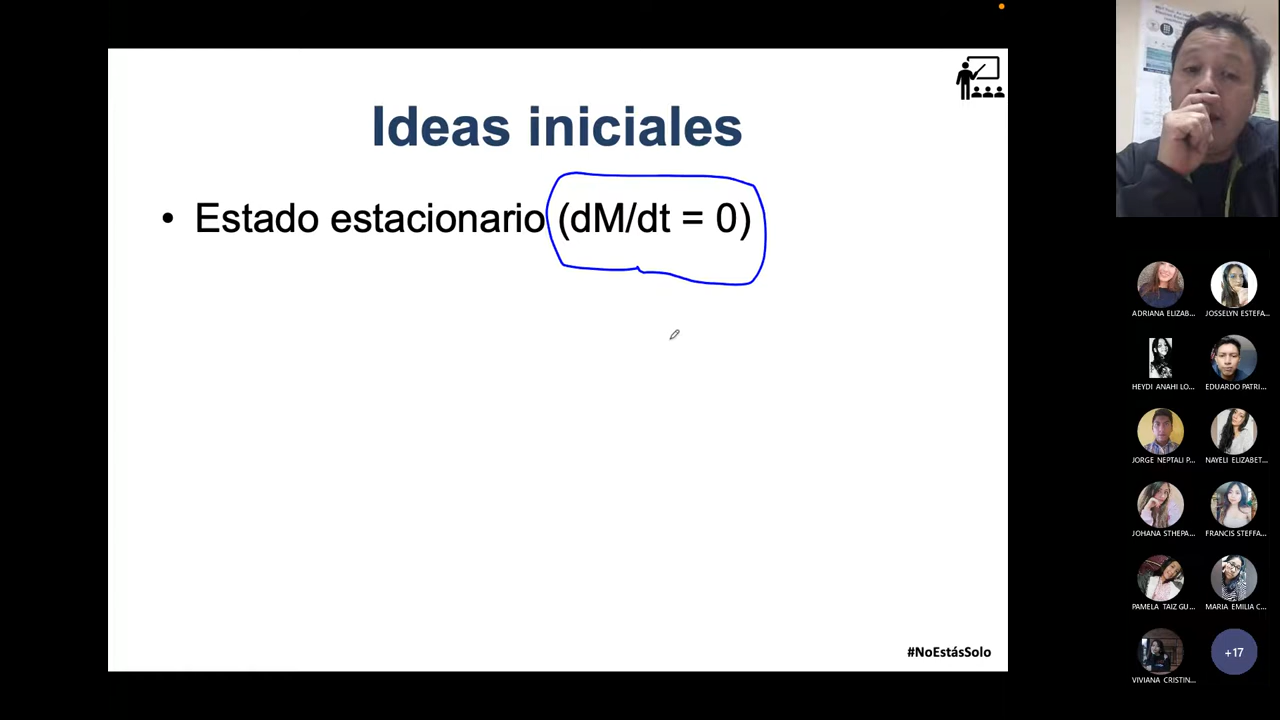 Ideas iniciales
• Estado estacionario (dM/dt = 0)
#NoEstásSolo
ADRIANA ELIZAB...
JOSSELYN ESTEFA...
HEYDI ANAHI LO...
EDUARDO PATRI...
JORGE NEPTALI P...
NAYELI ELIZABET...
JOHANA STHEPA...
FRANCIS STEFFA...
PAMELA TAIZ GU...
MARIA EMILIA C...
VIVIANA CRISTIN...
+17